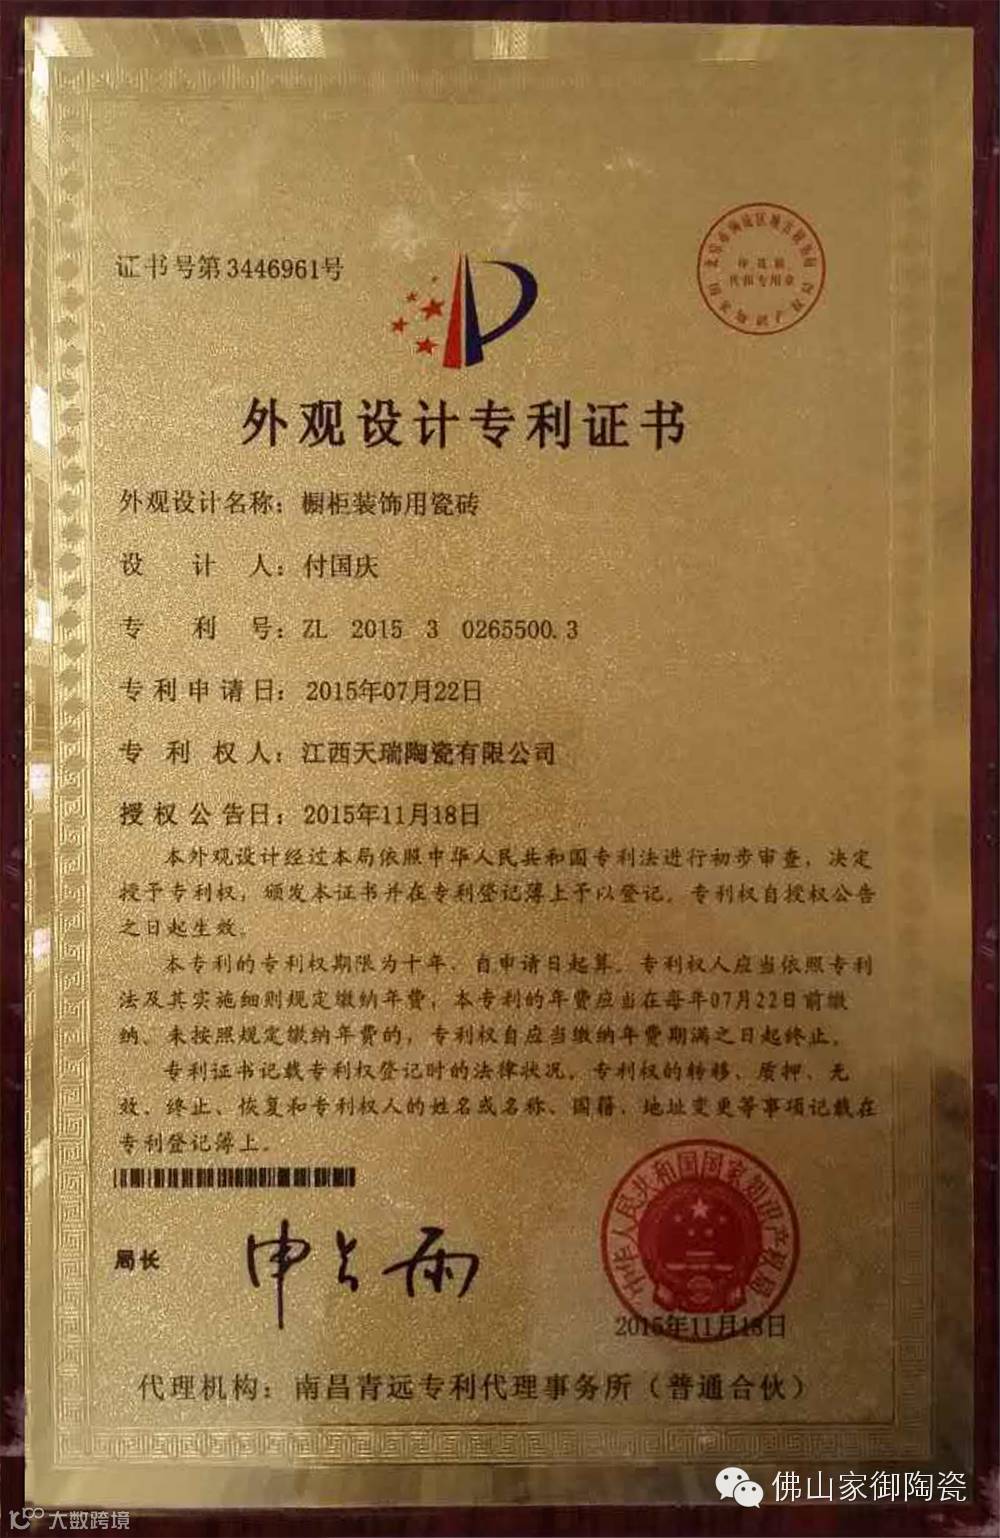 证书号第3446961号
外观设计专利证书
外观设计名称：橱柜装饰用瓷砖
设 计 人：付国庆
专 利 号：ZL 2015 3 0265500.3
专利申请日：2015年07月22日
专 利 权 人：江西天瑞陶瓷有限公司
授权公告日：2015年11月18日
本外观设计经过本局依照中华人民共和国专利法进行初步审查，决定
授予专利权，颁发本证书并在专利登记薄上予以登记。专利权自授权公告
之日起生效。
本专利的专利权期限为十年，自申请日起算。专利权人应当依照专利
法及其实施细则规定缴纳年费，本专利的年费应当在每年07月22日前缴
纳。未按照规定缴纳年费的，专利权自应当缴纳年费期满之日起终止。
专利证书记载专利权登记时的法律状况。专利权的转移、质押、无
效、终止、恢复和专利权人的姓名或名称、国籍、地址变更等事项记载在
专利登记薄上。
局长
申长雨
中华人民共和国国家知识产权局
2015年11月18日
代理机构：南昌青远专利代理事务所（普通合伙）
佛山家御陶瓷
大数跨境